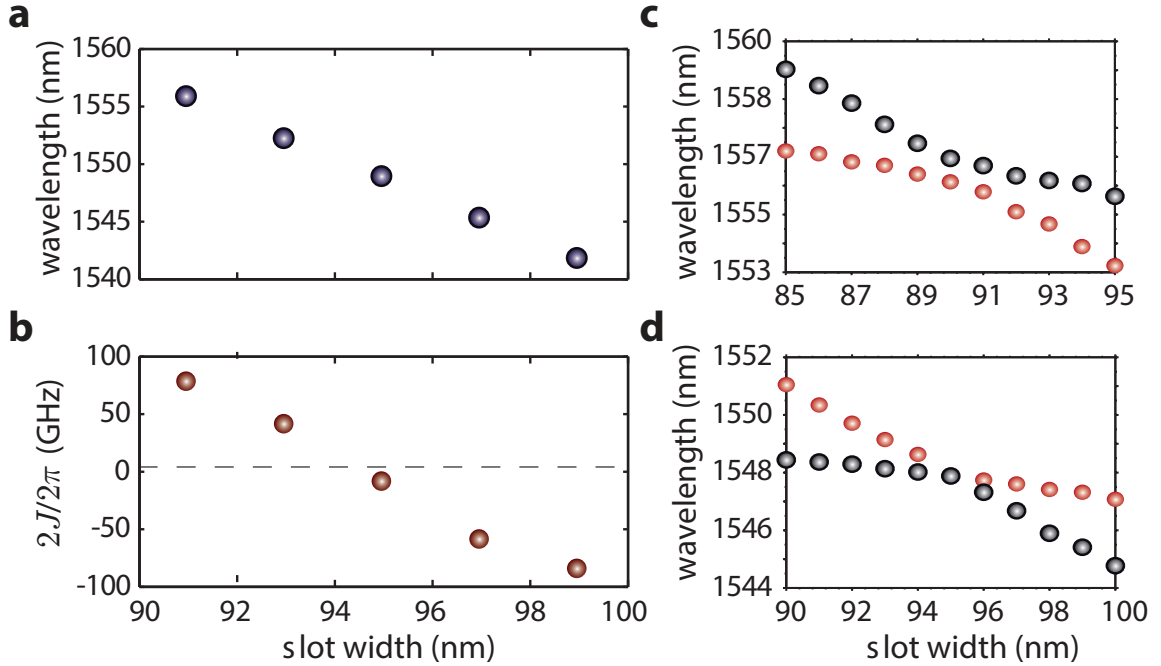 a
wavelength (nm)
1560
1555
1550
1545
1540
b
2J/2π (GHz)
100
50
0
-50
-100
90 92 94 96 98 100
slot width (nm)
c
wavelength (nm)
1560
1558
1557
1555
1553
85 87 89 91 93 95
d
wavelength (nm)
1552
1550
1548
1546
1544
90 92 94 96 98 100
slot width (nm)